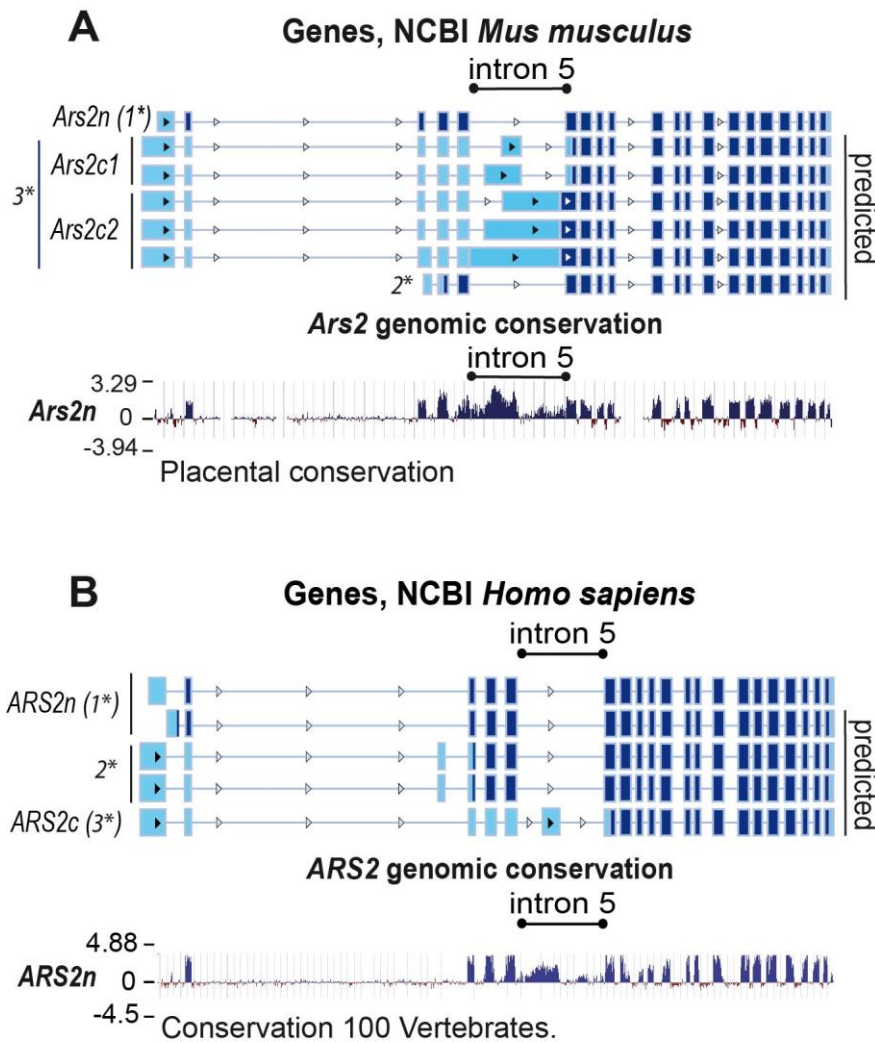 A
Genes, NCBI Mus musculus
intron 5
Ars2n (1*)
3*
Ars2c1
Ars2c2
2*
predicted
Ars2 genomic conservation
intron 5
3.29
Ars2n 0
-3.94
Placental conservation
B
Genes, NCBI Homo sapiens
intron 5
ARS2n (1*)
2*
ARS2c (3*)
predicted
ARS2 genomic conservation
intron 5
4.88
ARS2n 0
-4.5
Conservation 100 Vertebrates.